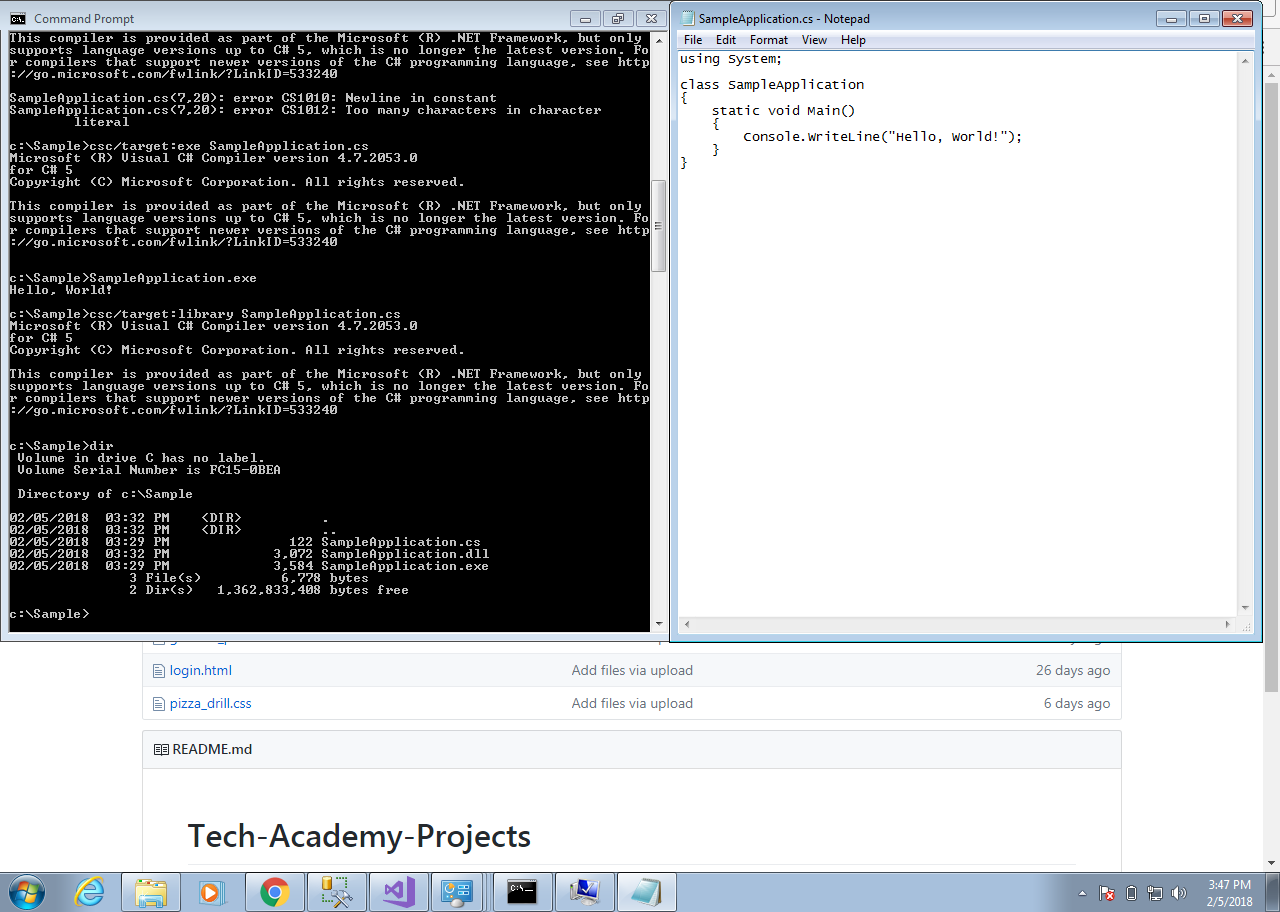 Command Prompt
This compiler is provided as part of the Microsoft (R) .NET Framework, but only
supports language versions up to C# 5, which is no longer the latest version. Fo
r compilers that support newer versions of the C# programming language, see http
://go.microsoft.com/fwlink/?LinkID=533240
SampleApplication.cs(7,20): error CS1010: Newline in constant
SampleApplication.cs(7,20): error CS1012: Too many characters in character
literal
c:\Sample>csc/target:exe SampleApplication.cs
Microsoft (R) Visual C# Compiler version 4.7.2053.0
for C# 5
Copyright (C) Microsoft Corporation. All rights reserved.
This compiler is provided as part of the Microsoft (R) .NET Framework, but only
supports language versions up to C# 5, which is no longer the latest version. Fo
r compilers that support newer versions of the C# programming language, see http
://go.microsoft.com/fwlink/?LinkID=533240
c:\Sample>SampleApplication.exe
Hello, World!
c:\Sample>csc/target:library SampleApplication.cs
Microsoft (R) Visual C# Compiler version 4.7.2053.0
for C# 5
Copyright (C) Microsoft Corporation. All rights reserved.
This compiler is provided as part of the Microsoft (R) .NET Framework, but only
supports language versions up to C# 5, which is no longer the latest version. Fo
r compilers that support newer versions of the C# programming language, see http
://go.microsoft.com/fwlink/?LinkID=533240
c:\Sample>dir
Volume in drive C has no label.
Volume Serial Number is FC15-0BEA
Directory of c:\Sample
02/05/2018 03:32 PM <DIR> .
02/05/2018 03:32 PM <DIR> ..
02/05/2018 03:29 PM 122 SampleApplication.cs
02/05/2018 03:32 PM 3,072 SampleApplication.dll
02/05/2018 03:29 PM 3,584 SampleApplication.exe
3 File(s) 6,778 bytes
2 Dir(s) 1,362,833,408 bytes free
c:\Sample>
SampleApplication.cs - Notepad
File Edit Format View Help
using System;
class SampleApplication
{
static void Main()
{
Console.WriteLine("Hello, World!");
}
}
login.html Add files via upload 26 days ago
pizza_drill.css Add files via upload 6 days ago
README.md
Tech-Academy-Projects
3:47 PM
2/5/2018